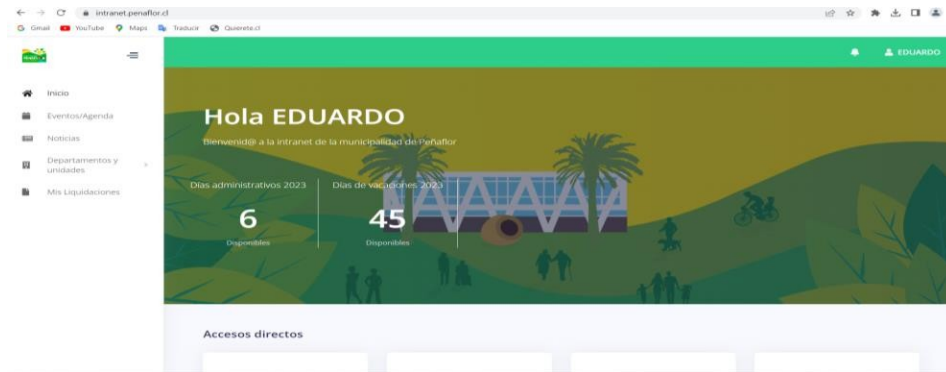 intranet.penaflor.cl
Gmail
YouTube
Maps
Traducir
Quierete.cl
EDUARDO
Inicio
Eventos/Agenda
Noticias
Departamentos y
unidades
Mis Liquidaciones
Hola EDUARDO
Bienvenid@ a la intranet de la municipalidad de Peñaflor
Días administrativos 2023
6
Disponibles
Días de vacaciones 2023
45
Disponibles
Accesos directos